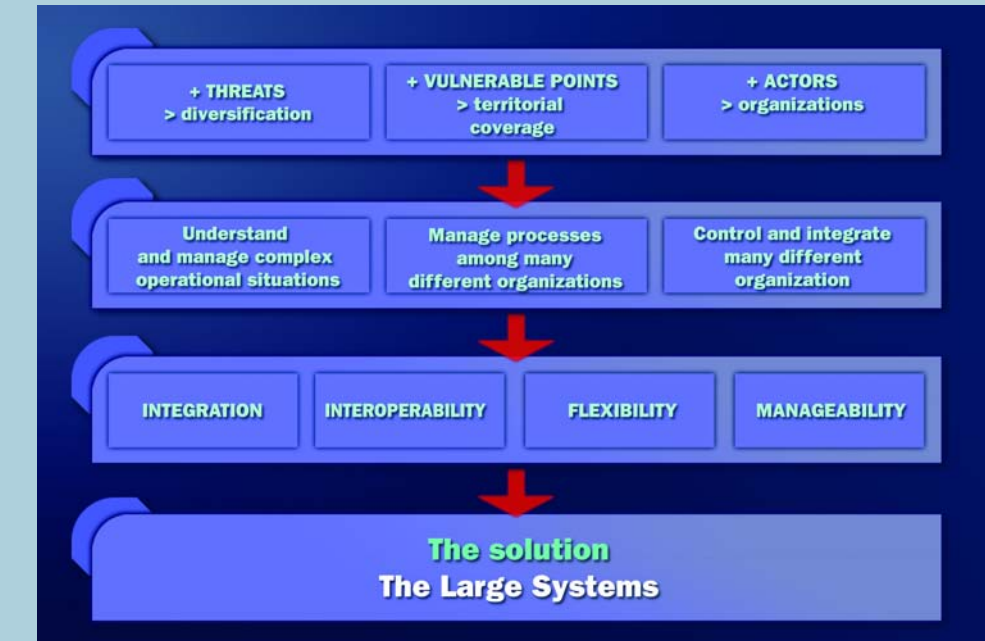 + THREATS
> diversification
+ VULNERABLE POINTS
> territorial
coverage
+ ACTORS
> organizations
Understand
and manage complex
operational situations
Manage processes
among many
different organizations
Control and integrate
many different
organization
INTEGRATION
INTEROPERABILITY
FLEXIBILITY
MANAGEABILITY
The solution
The Large Systems